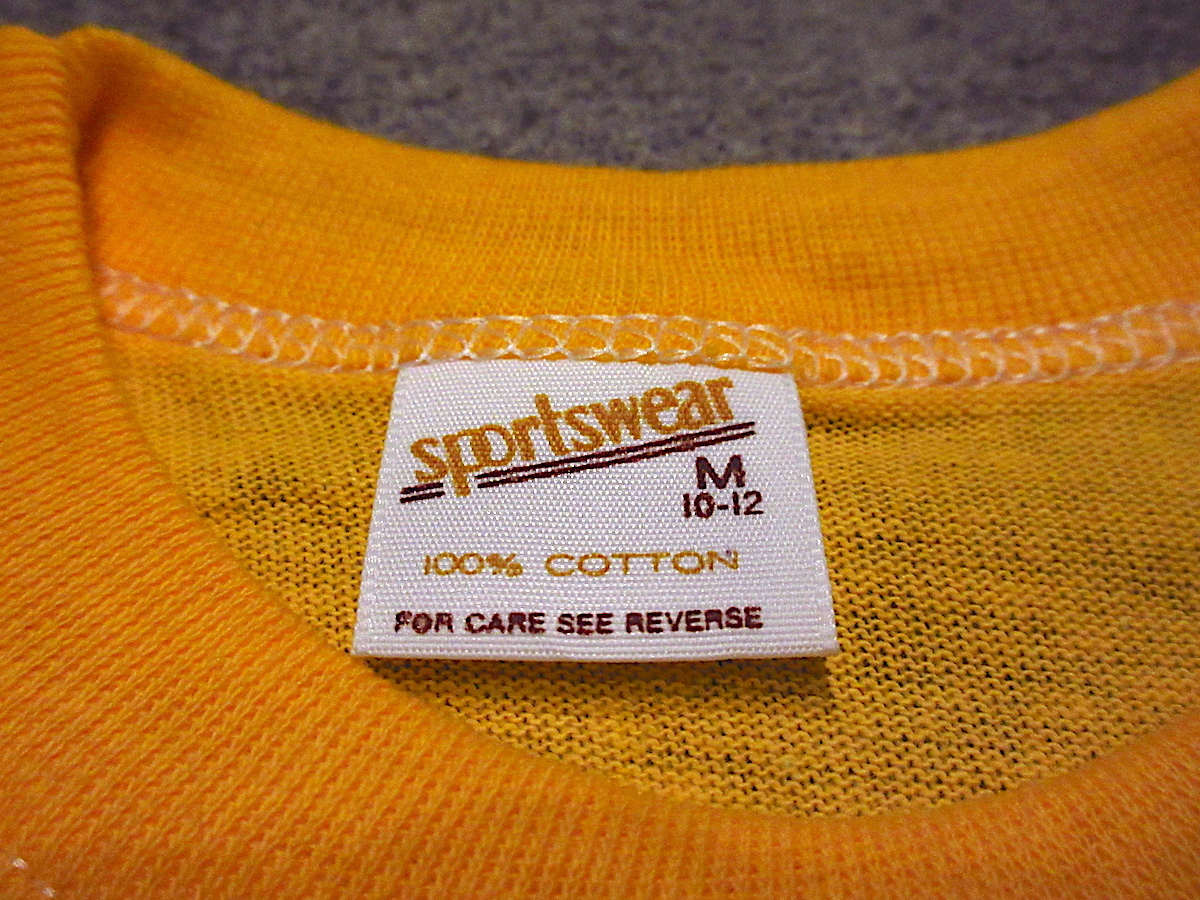 sportswear
M
10-12
100% COTTON
FOR CARE SEE REVERSE